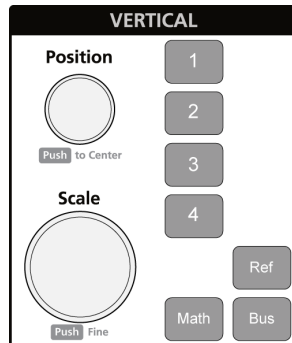 VERTICAL
Position
1
2
Push to Center
3
Scale
4
Ref
Push Fine
Math
Bus